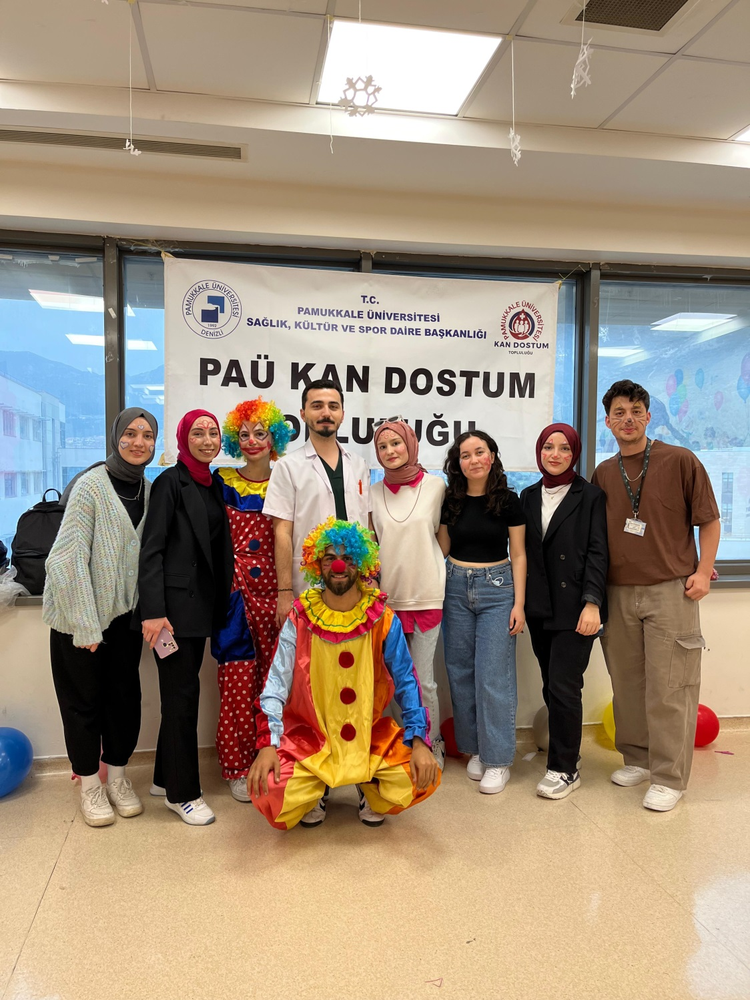 PAMUKKALE ÜNİVERSİTESİ
1992
DENİZLİ
T.C.
PAMUKKALE ÜNİVERSİTESİ
SAĞLIK, KÜLTÜR VE SPOR DAİRE BAŞKANLIĞI
PAMUKKALE ÜNİVERSİTESİ
KAN DOSTUM
TOPLULUĞU
PAÜ KAN DOSTUM